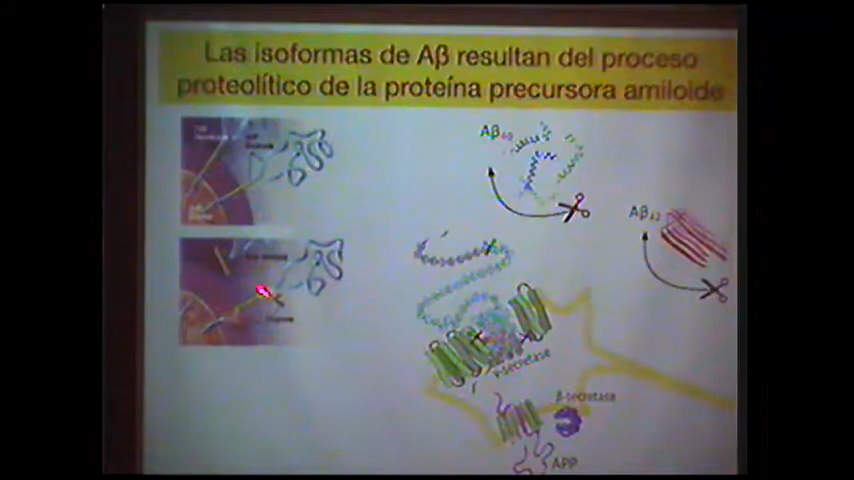 Las isoformas de Aβ resultan del proceso
proteolítico de la proteína precursora amiloide
Aβ40
Aβ42
γ-secretase
β-secretase
APP